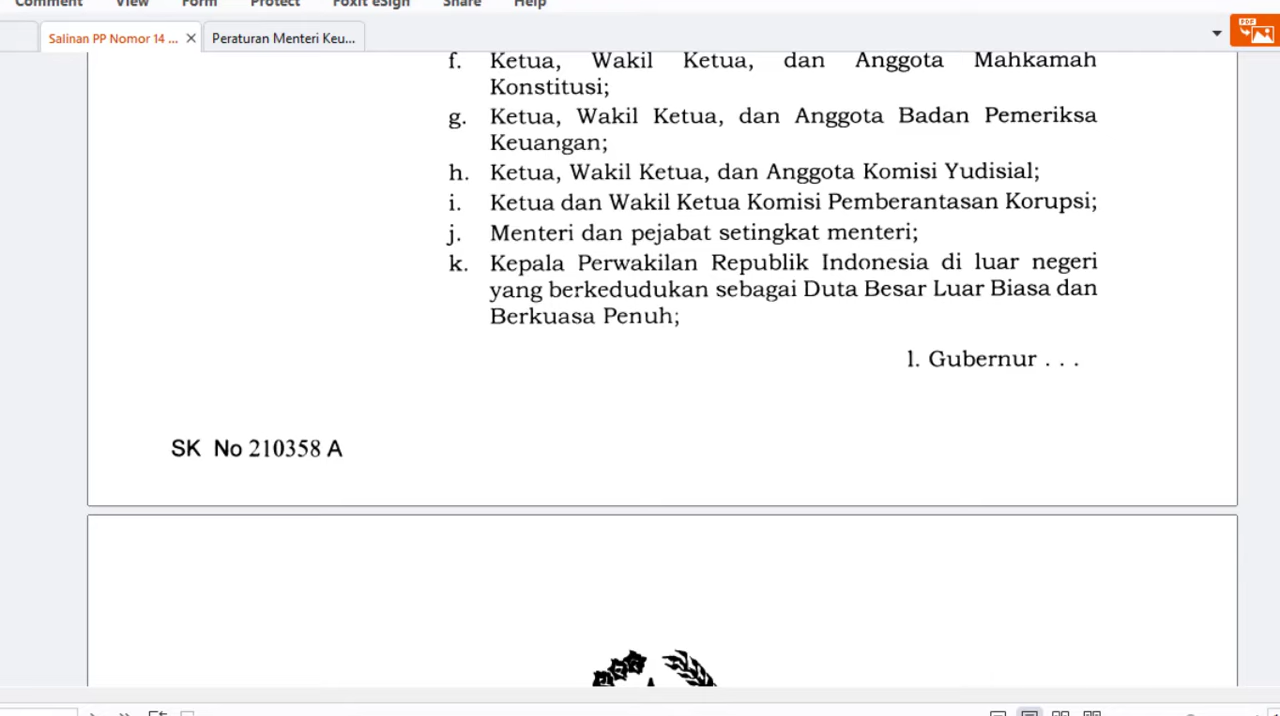 Comment View Form Protect Foxit eSign Share Help
Salinan PP Nomor 14 ... Peraturan Menteri Keu...
PDF
f. Ketua, Wakil Ketua, dan Anggota Mahkamah
Konstitusi;
g. Ketua, Wakil Ketua, dan Anggota Badan Pemeriksa
Keuangan;
h. Ketua, Wakil Ketua, dan Anggota Komisi Yudisial;
i. Ketua dan Wakil Ketua Komisi Pemberantasan Korupsi;
j. Menteri dan pejabat setingkat menteri;
k. Kepala Perwakilan Republik Indonesia di luar negeri
yang berkedudukan sebagai Duta Besar Luar Biasa dan
Berkuasa Penuh;
l. Gubernur . . .
SK No 210358 A